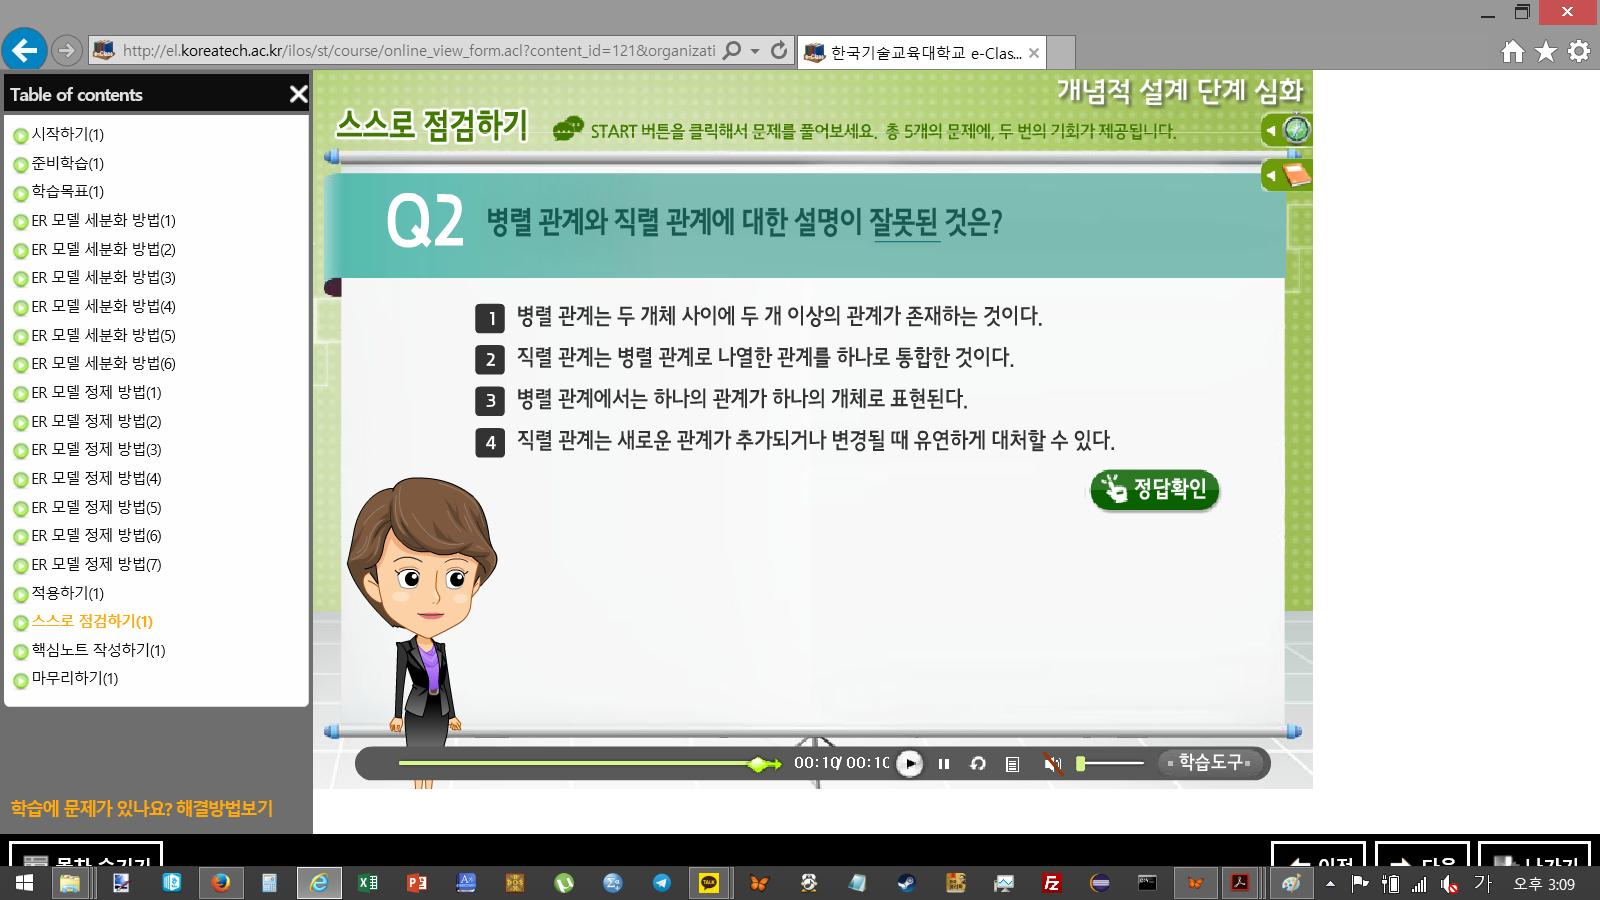 http://el.koreatech.ac.kr/ilos/st/course/online_view_form.acl?content_id=121&organizati
한국기술교육대학교 e-Clas...
Table of contents
시작하기(1)
준비학습(1)
학습목표(1)
ER 모델 세분화 방법(1)
ER 모델 세분화 방법(2)
ER 모델 세분화 방법(3)
ER 모델 세분화 방법(4)
ER 모델 세분화 방법(5)
ER 모델 세분화 방법(6)
ER 모델 정제 방법(1)
ER 모델 정제 방법(2)
ER 모델 정제 방법(3)
ER 모델 정제 방법(4)
ER 모델 정제 방법(5)
ER 모델 정제 방법(6)
ER 모델 정제 방법(7)
적용하기(1)
스스로 점검하기(1)
핵심노트 작성하기(1)
마무리하기(1)
학습에 문제가 있나요? 해결방법보기
개념적 설계 단계 심화
스스로 점검하기
START 버튼을 클릭해서 문제를 풀어보세요. 총 5개의 문제에, 두 번의 기회가 제공됩니다.
Q2 병렬 관계와 직렬 관계에 대한 설명이 잘못된 것은?
1 병렬 관계는 두 개체 사이에 두 개 이상의 관계가 존재하는 것이다.
2 직렬 관계는 병렬 관계로 나열한 관계를 하나로 통합한 것이다.
3 병렬 관계에서는 하나의 관계가 하나의 개체로 표현된다.
4 직렬 관계는 새로운 관계가 추가되거나 변경될 때 유연하게 대처할 수 있다.
정답확인
00:10/ 00:10
학습도구
목차 숨기기
이전
다음
나가기
가
오후 3:09